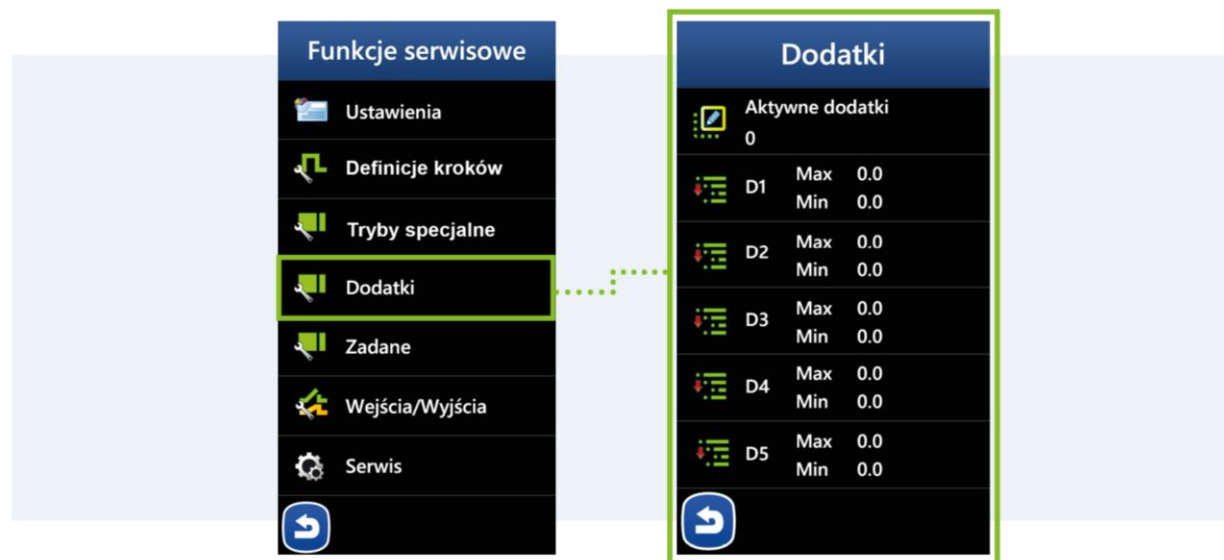 Funkcje serwisowe
Ustawienia
Definicje kroków
Tryby specjalne
Dodatki
Zadane
Wejścia/Wyjścia
Serwis
Dodatki
Aktywne dodatki
0
D1 Max 0.0
Min 0.0
D2 Max 0.0
Min 0.0
D3 Max 0.0
Min 0.0
D4 Max 0.0
Min 0.0
D5 Max 0.0
Min 0.0